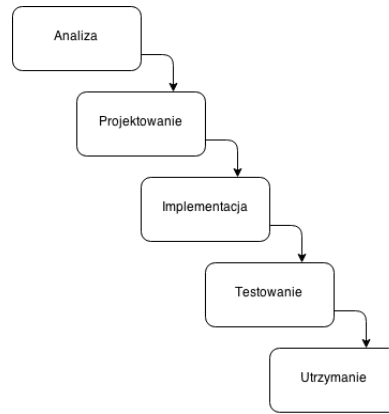 Analiza
Projektowanie
Implementacja
Testowanie
Utrzymanie